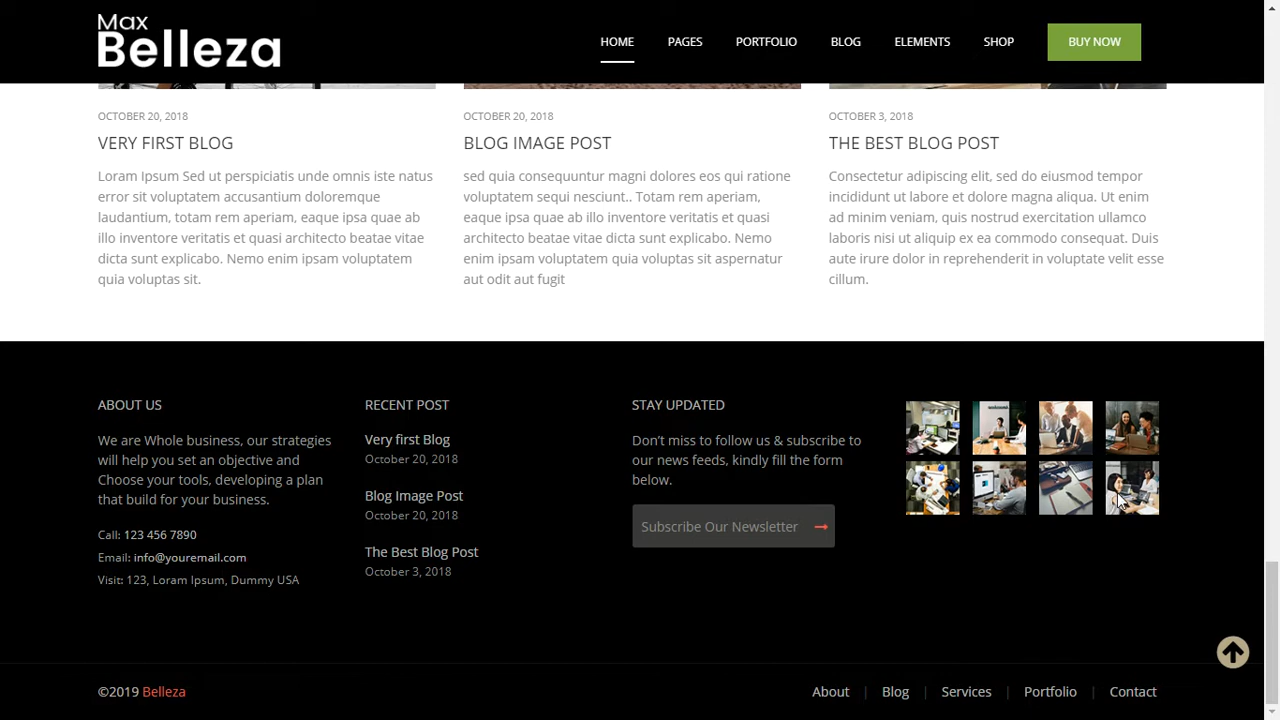 Max
Belleza
HOME PAGES PORTFOLIO BLOG ELEMENTS SHOP BUY NOW
OCTOBER 20, 2018
VERY FIRST BLOG
Loram Ipsum Sed ut perspiciatis unde omnis iste natus
error sit voluptatem accusantium doloremque
laudantium, totam rem aperiam, eaque ipsa quae ab
illo inventore veritatis et quasi architecto beatae vitae
dicta sunt explicabo. Nemo enim ipsam voluptatem
quia voluptas sit.
OCTOBER 20, 2018
BLOG IMAGE POST
sed quia consequuntur magni dolores eos qui ratione
voluptatem sequi nesciunt.. Totam rem aperiam,
eaque ipsa quae ab illo inventore veritatis et quasi
architecto beatae vitae dicta sunt explicabo. Nemo
enim ipsam voluptatem quia voluptas sit aspernatur
aut odit aut fugit
OCTOBER 3, 2018
THE BEST BLOG POST
Consectetur adipiscing elit, sed do eiusmod tempor
incididunt ut labore et dolore magna aliqua. Ut enim
ad minim veniam, quis nostrud exercitation ullamco
laboris nisi ut aliquip ex ea commodo consequat. Duis
aute irure dolor in reprehenderit in voluptate velit esse
cillum.
ABOUT US
We are Whole business, our strategies
will help you set an objective and
Choose your tools, developing a plan
that build for your business.
Call: 123 456 7890
Email: info@youremail.com
Visit: 123, Loram Ipsum, Dummy USA
RECENT POST
Very first Blog
October 20, 2018
Blog Image Post
October 20, 2018
The Best Blog Post
October 3, 2018
STAY UPDATED
Don’t miss to follow us & subscribe to
our news feeds, kindly fill the form
below.
Subscribe Our Newsletter
©2019 Belleza
About | Blog | Services | Portfolio | Contact